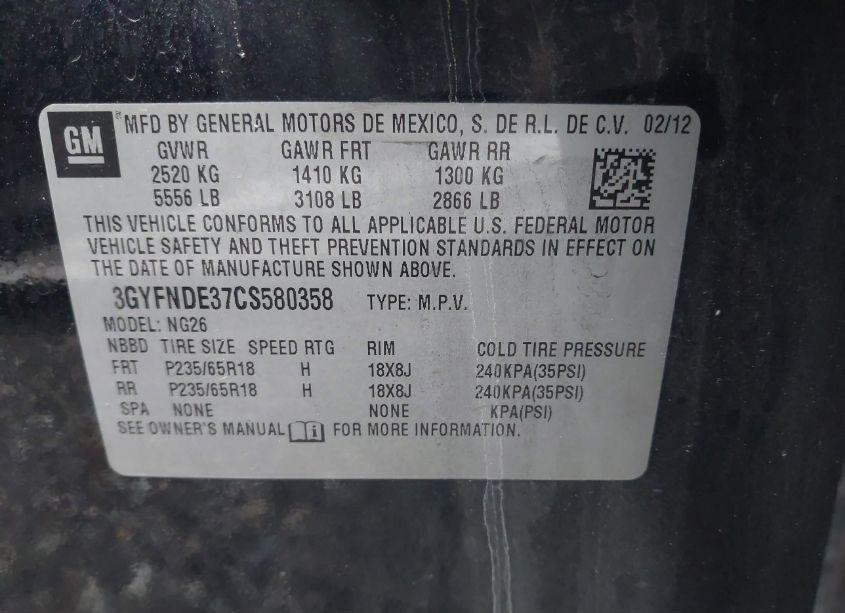 GM
MFD BY GENERAL MOTORS DE MEXICO, S. DE R.L. DE C.V. 02/12
GVWR GAWR FRT GAWR RR
2520 KG 1410 KG 1300 KG
5556 LB 3108 LB 2866 LB
THIS VEHICLE CONFORMS TO ALL APPLICABLE U.S. FEDERAL MOTOR
VEHICLE SAFETY AND THEFT PREVENTION STANDARDS IN EFFECT ON
THE DATE OF MANUFACTURE SHOWN ABOVE.
3GYFNDE37CS580358 TYPE: M.P.V.
MODEL: NG26
NBBD TIRE SIZE SPEED RTG RIM COLD TIRE PRESSURE
FRT P235/65R18 H 18X8J 240KPA(35PSI)
RR P235/65R18 H 18X8J 240KPA(35PSI)
SPA NONE NONE KPA(PSI)
SEE OWNER'S MANUAL FOR MORE INFORMATION.